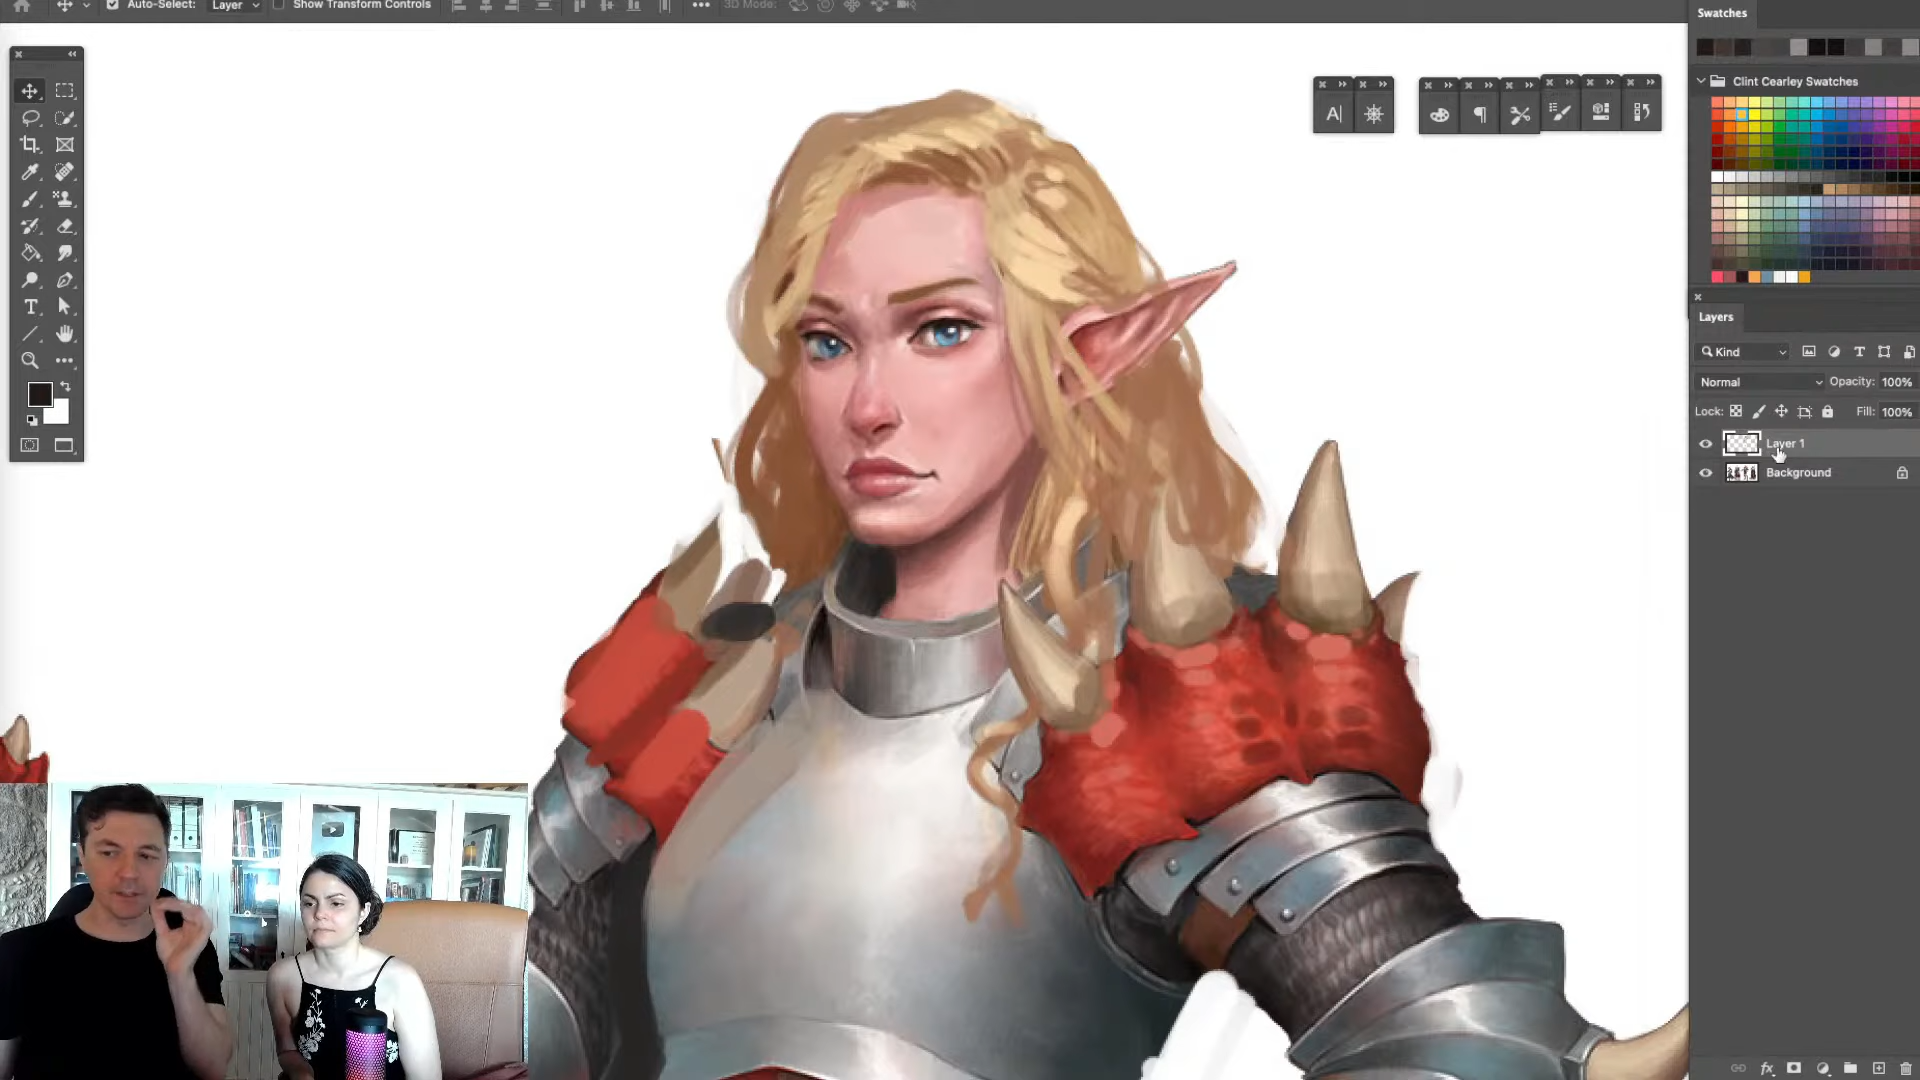 Auto-Select:
Layer
Show Transform Controls
3D Mode:
Swatches
Clint Cearley Swatches
Layers
Kind
Normal
Opacity: 100%
Lock:
Fill: 100%
Layer 1
Background